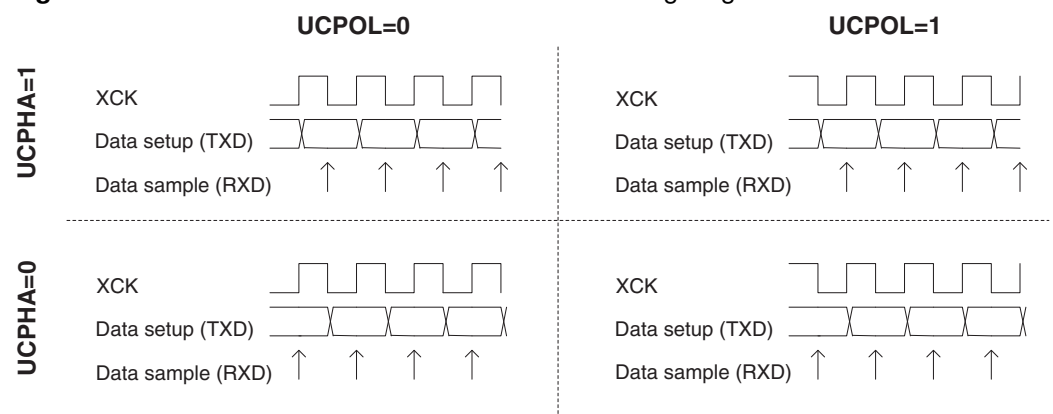 UCPOL=0 UCPOL=1
UCPHA=1
XCK
Data setup (TXD)
Data sample (RXD)
XCK
Data setup (TXD)
Data sample (RXD)
UCPHA=0
XCK
Data setup (TXD)
Data sample (RXD)
XCK
Data setup (TXD)
Data sample (RXD)